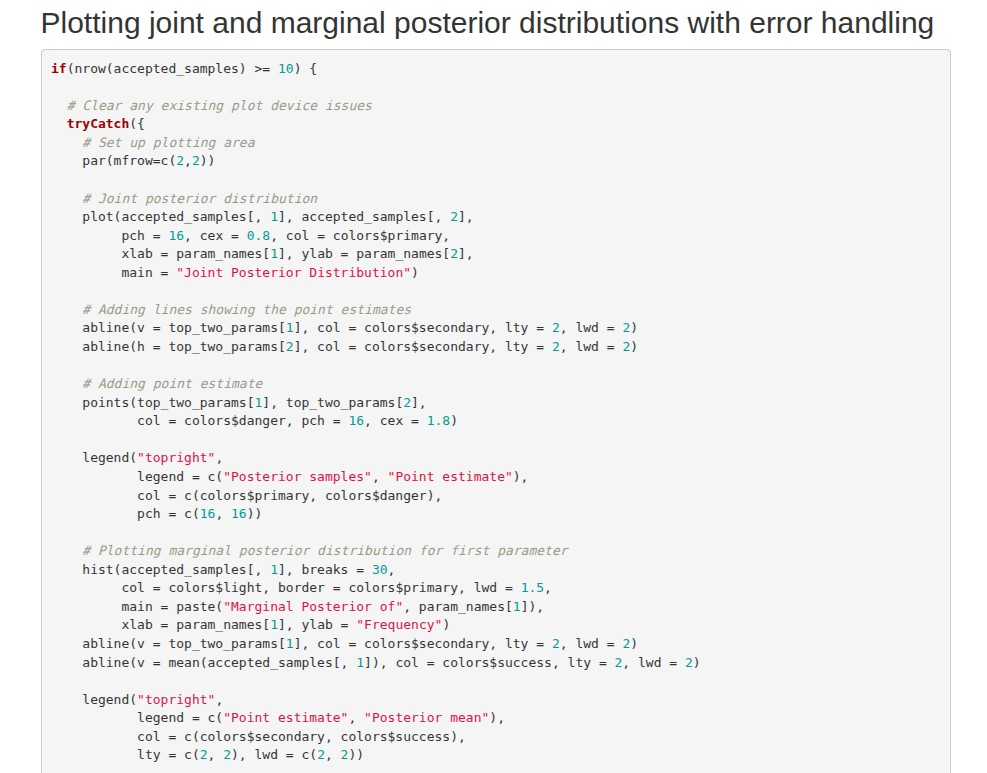 Plotting joint and marginal posterior distributions with error handling
if(nrow(accepted_samples) >= 10) {
  # Clear any existing plot device issues
  tryCatch({
    # Set up plotting area
    par(mfrow=c(2,2))

    # Joint posterior distribution
    plot(accepted_samples[, 1], accepted_samples[, 2],
         pch = 16, cex = 0.8, col = colors$primary,
         xlab = param_names[1], ylab = param_names[2],
         main = "Joint Posterior Distribution")

    # Adding lines showing the point estimates
    abline(v = top_two_params[1], col = colors$secondary, lty = 2, lwd = 2)
    abline(h = top_two_params[2], col = colors$secondary, lty = 2, lwd = 2)

    # Adding point estimate
    points(top_two_params[1], top_two_params[2],
           col = colors$danger, pch = 16, cex = 1.8)

    legend("topright",
           legend = c("Posterior samples", "Point estimate"),
           col = c(colors$primary, colors$danger),
           pch = c(16, 16))

    # Plotting marginal posterior distribution for first parameter
    hist(accepted_samples[, 1], breaks = 30,
         col = colors$light, border = colors$primary, lwd = 1.5,
         main = paste("Marginal Posterior of", param_names[1]),
         xlab = param_names[1], ylab = "Frequency")
    abline(v = top_two_params[1], col = colors$secondary, lty = 2, lwd = 2)
    abline(v = mean(accepted_samples[, 1]), col = colors$success, lty = 2, lwd = 2)

    legend("topright",
           legend = c("Point estimate", "Posterior mean"),
           col = c(colors$secondary, colors$success),
           lty = c(2, 2), lwd = c(2, 2))